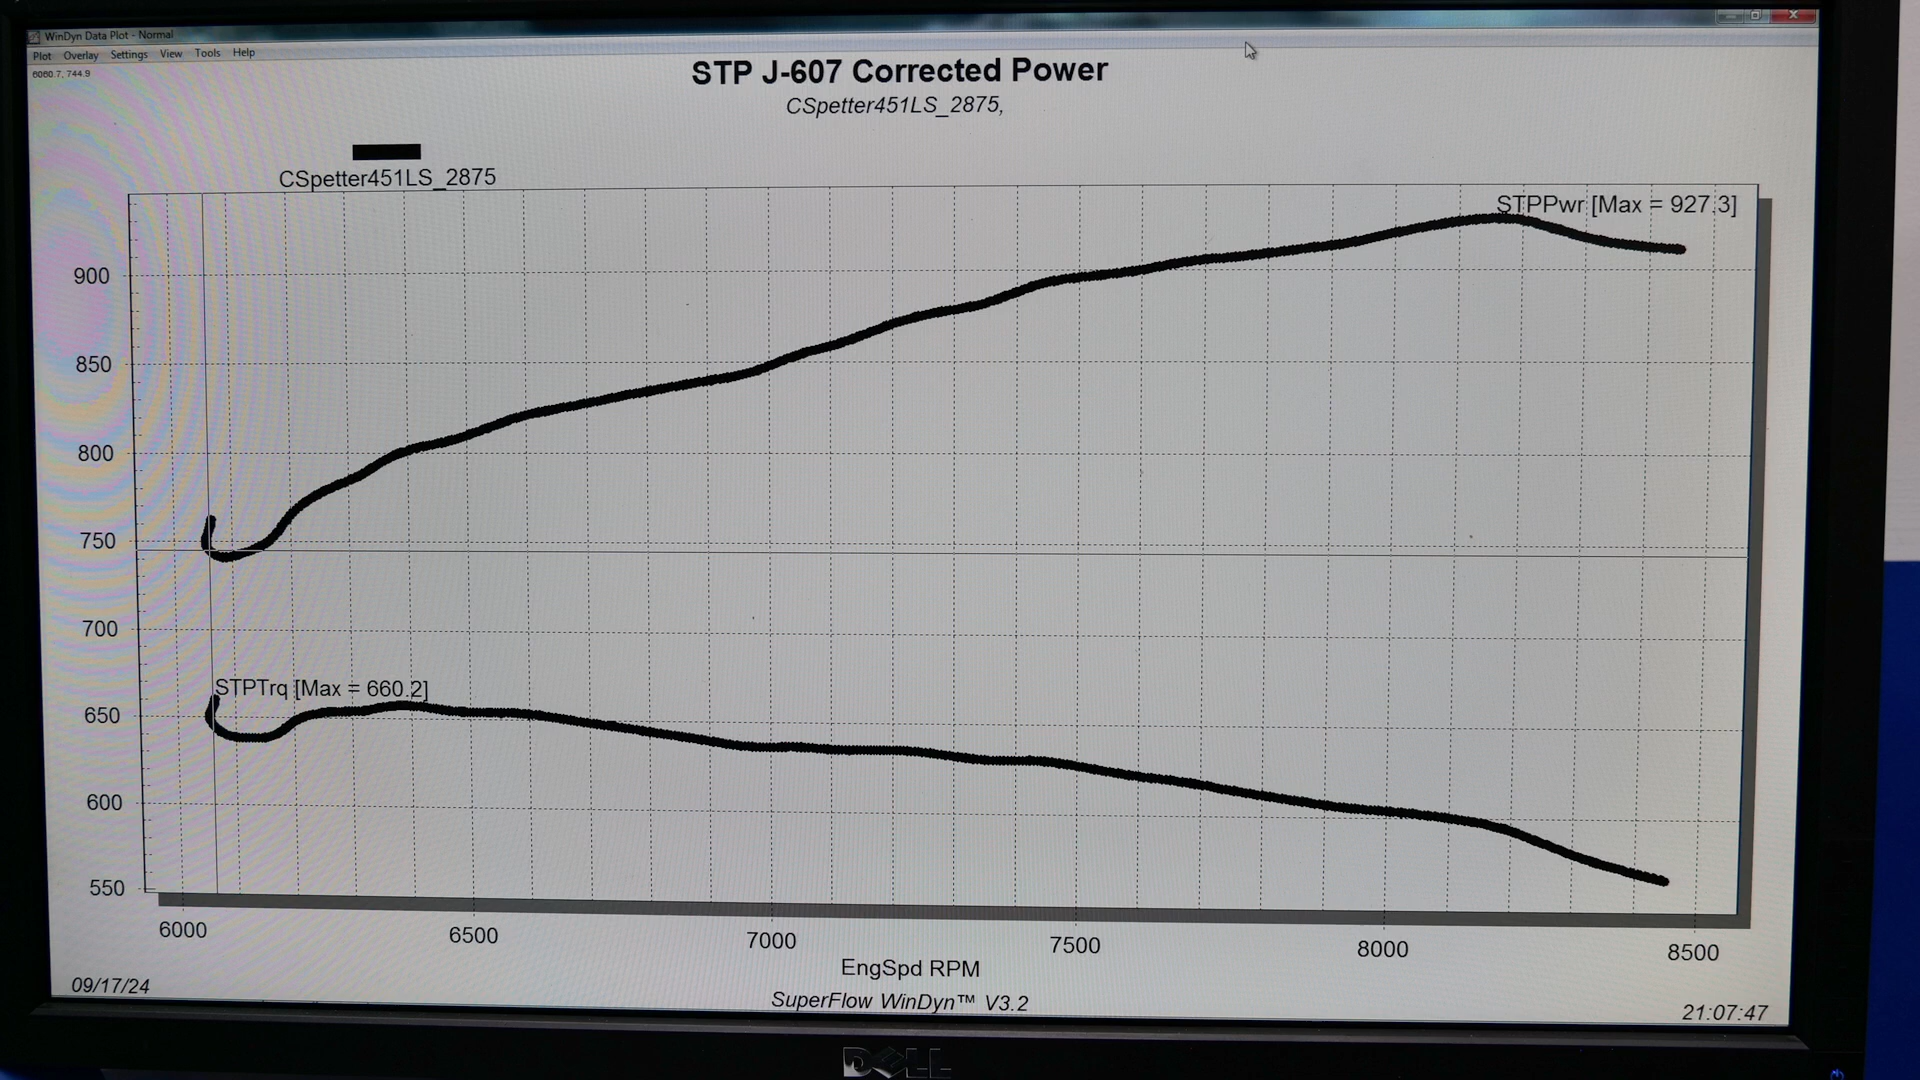 WinDyn Data Plot - Normal
Plot Overlay Settings View Tools Help
6060.7, 744.9
STP J-607 Corrected Power
CSpetter451LS_2875,
CSpetter451LS_2875
STPPwr [Max = 927.3]
900
850
800
750
700
STPTrq [Max = 660.2]
650
600
550
6000 6500 7000 7500 8000 8500
EngSpd RPM
09/17/24 SuperFlow WinDyn™ V3.2 21:07:47
DELL